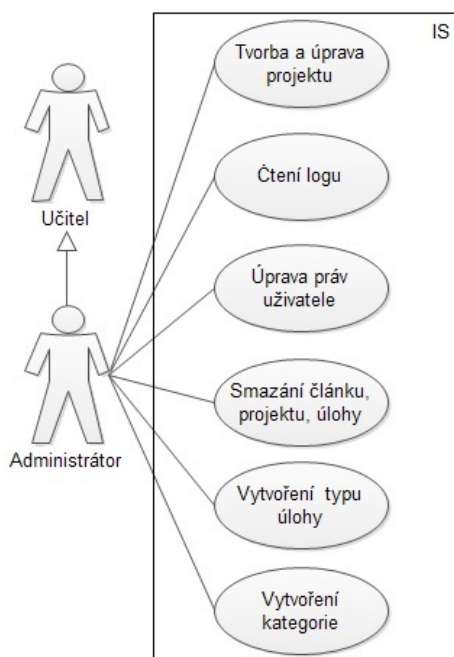 IS
Tvorba a úprava
projektu
Čtení logu
Učitel
Úprava práv
uživatele
Smazání článku,
projektu, úlohy
Administrátor
Vytvoření typu
úlohy
Vytvoření
kategorie